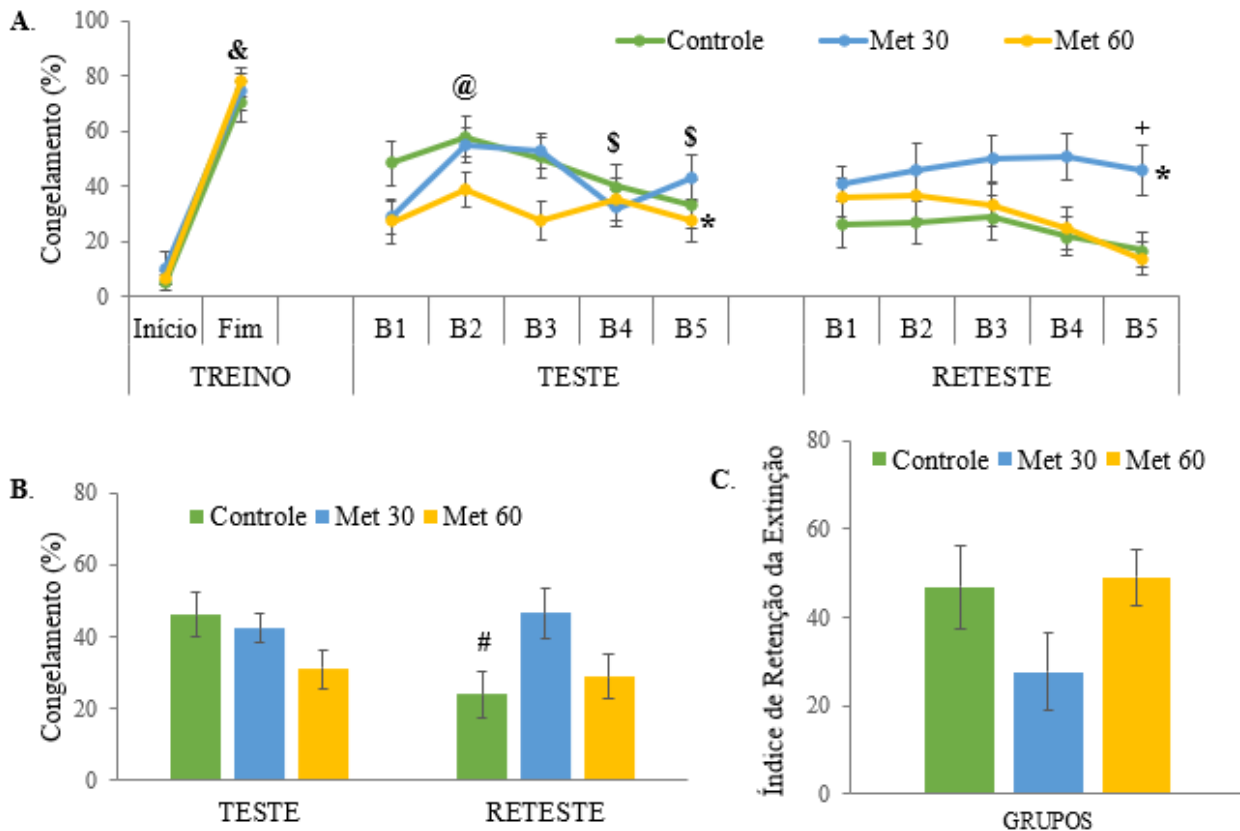 A.
Congelamento (%)
100
80
60
40
20
0
Controle Met 30 Met 60
&
@
$
$
*
+
*
Início Fim B1 B2 B3 B4 B5 B1 B2 B3 B4 B5
TREINO TESTE RETESTE
B.
Congelamento (%)
80
60
40
20
0
Controle Met 30 Met 60
#
TESTE RETESTE
C.
Índice de Retenção da Extinção
80
60
40
20
0
Controle Met 30 Met 60
GRUPOS